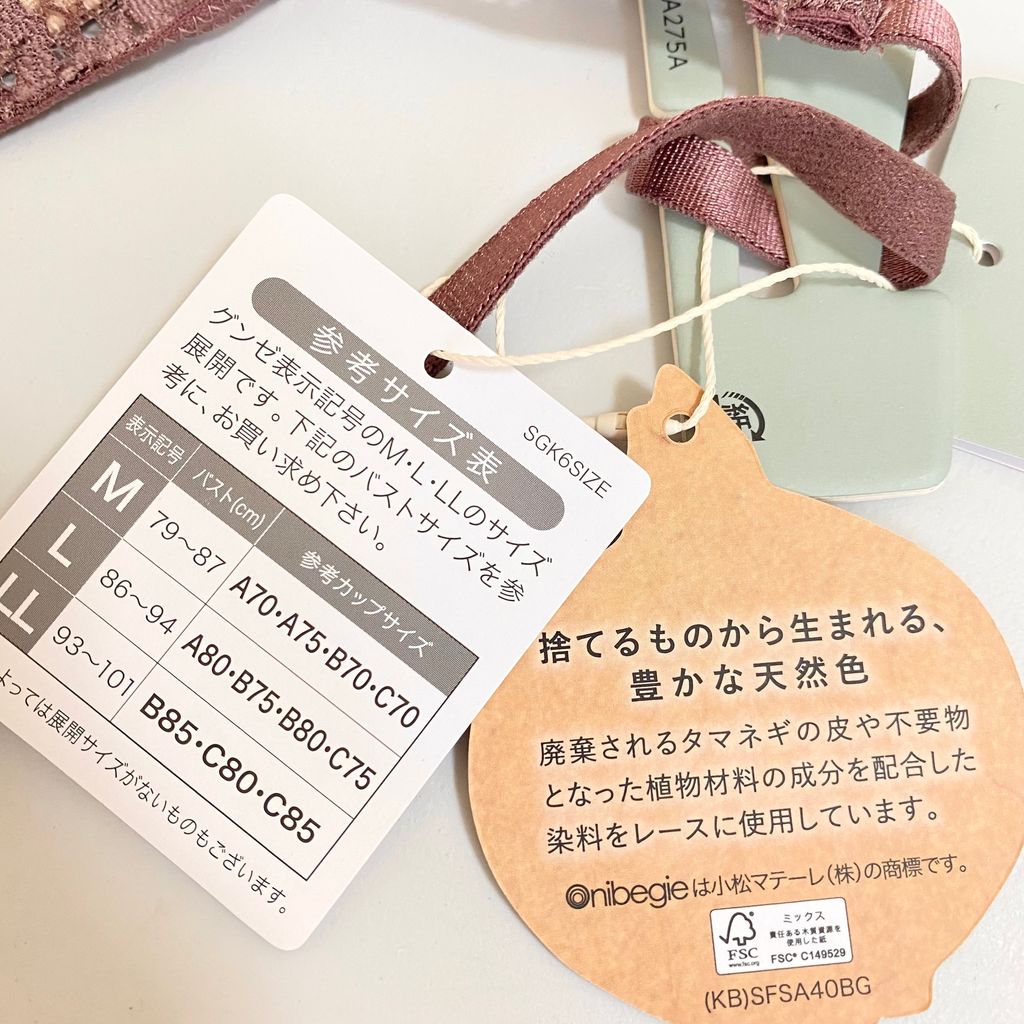 A275A
SGK6SIZE
参考サイズ表
グンゼ表示記号のM・L・LLのサイズ
展開です。下記のバストサイズを参
考に、お買い求め下さい。
表示記号 バスト(cm) 参考カップサイズ
M 79〜87 A70・A75・B70・C70
L 86〜94 A80・B75・B80・C75
LL 93〜101 B85・C80・C85
よっては展開サイズがないものもございます。
捨てるものから生まれる、
豊かな天然色
廃棄されるタマネギの皮や不要物
となった植物材料の成分を配合した
染料をレースに使用しています。
Onibegieは小松マテーレ(株)の商標です。
FSC
www.fsc.org
ミックス
責任ある木質資源を
使用した紙
FSC® C149529
(KB)SFSA40BG